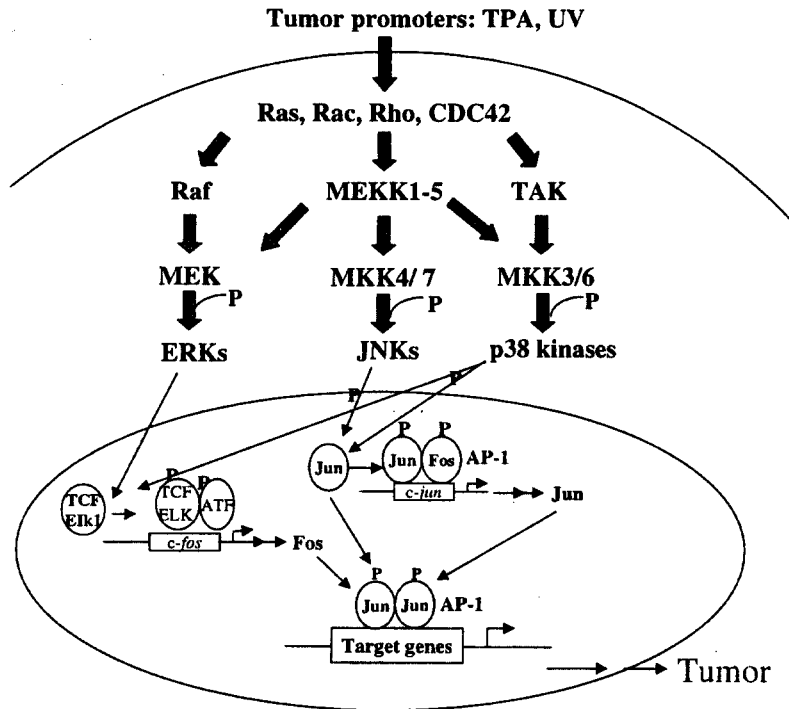 Tumor promoters: TPA, UV
Ras, Rac, Rho, CDC42
Raf MEKK1-5 TAK
MEK MKK4/7 MKK3/6
P P P
ERKs JNKs p38 kinases
P P
P P
Jun Jun Fos AP-1
c-jun Jun
P P
TCF TCF ATF
EIk1 ELK
c-fos Fos
P P
Jun Jun AP-1
Target genes
Tumor